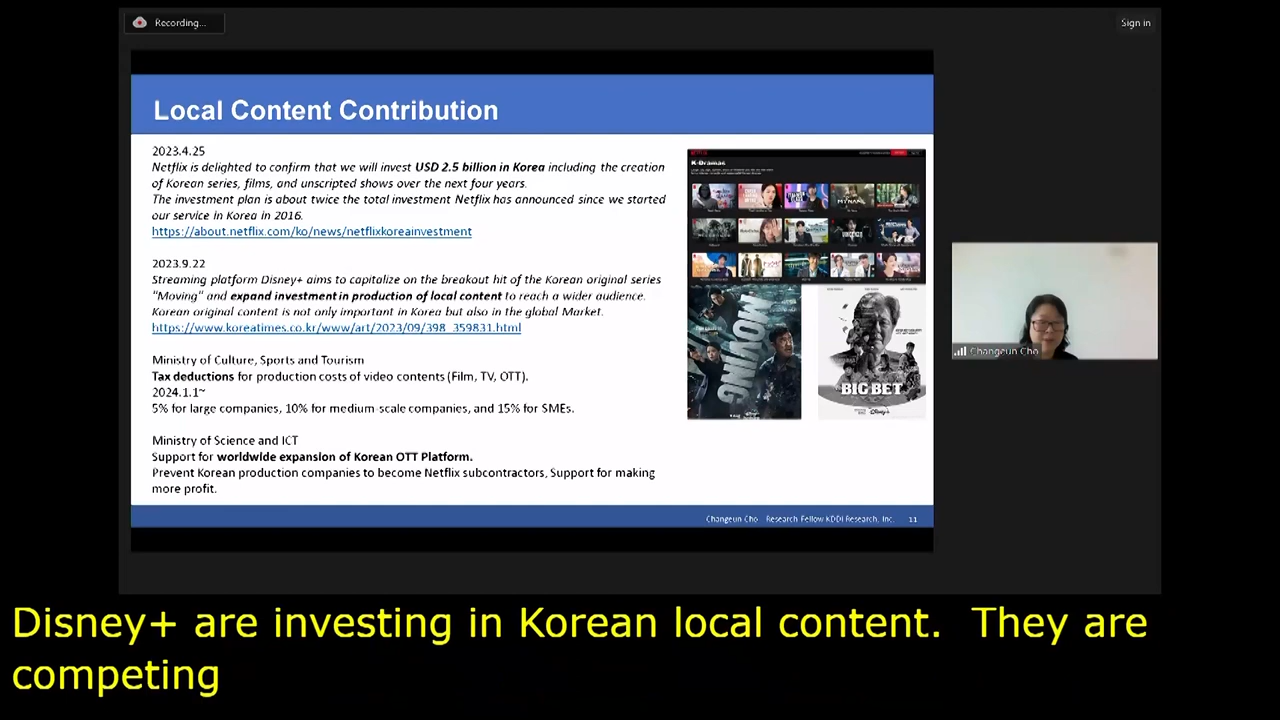 Recording...
Sign in
Local Content Contribution
2023.4.25
Netflix is delighted to confirm that we will invest USD 2.5 billion in Korea including the creation
of Korean series, films, and unscripted shows over the next four years.
The investment plan is about twice the total investment Netflix has announced since we started
our service in Korea in 2016.
https://about.netflix.com/ko/news/netflixkoreainvestment
2023.9.22
Streaming platform Disney+ aims to capitalize on the breakout hit of the Korean original series
"Moving" and expand investment in production of local content to reach a wider audience.
Korean original content is not only important in Korea but also in the global Market.
https://www.koreatimes.co.kr/www/art/2023/09/398_359831.html
Ministry of Culture, Sports and Tourism
Tax deductions for production costs of video contents (Film, TV, OTT).
2024.1.1~
5% for large companies, 10% for medium-scale companies, and 15% for SMEs.
Ministry of Science and ICT
Support for worldwide expansion of Korean OTT Platform.
Prevent Korean production companies to become Netflix subcontractors, Support for making
more profit.
NETFLIX
K-Dramas
MY NAME
MOVING
BIG BET
Disney+
Changeun Cho
Changeun Cho Research Fellow KDDI Research, Inc. 11
Disney+ are investing in Korean local content. They are
competing